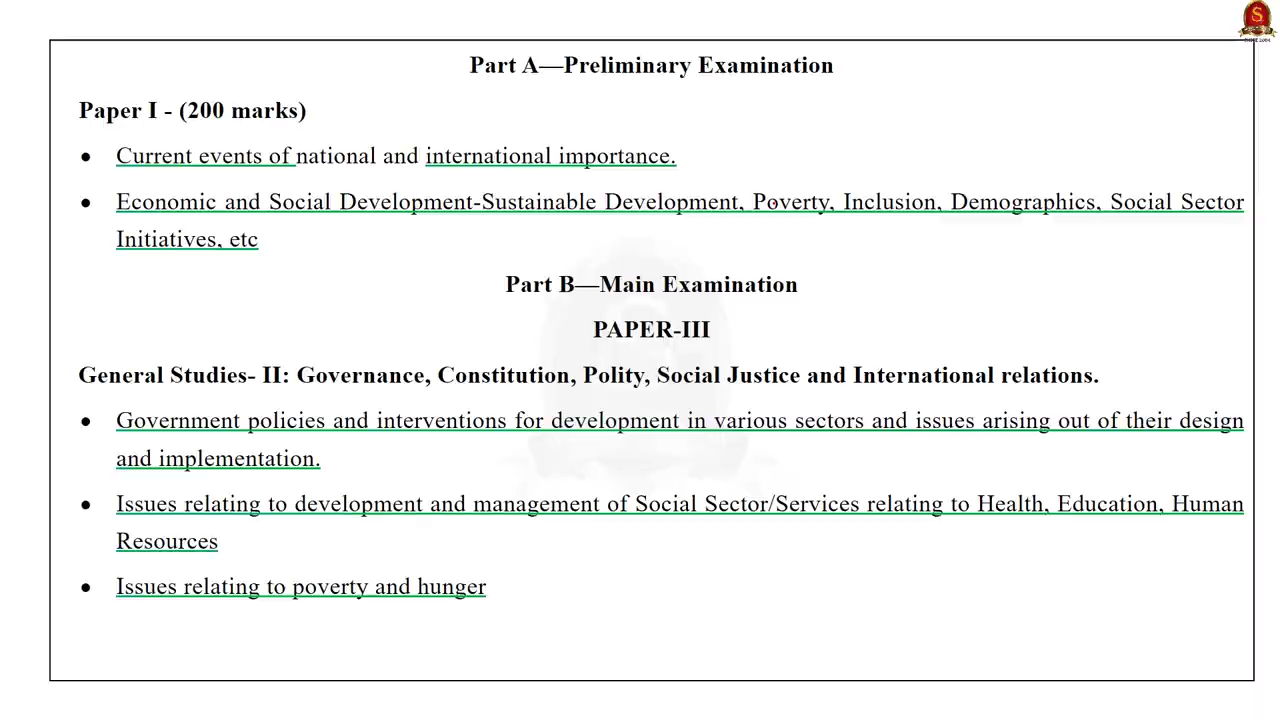 Part A—Preliminary Examination
Paper I - (200 marks)
• Current events of national and international importance.
• Economic and Social Development-Sustainable Development, Poverty, Inclusion, Demographics, Social Sector
Initiatives, etc
Part B—Main Examination
PAPER-III
General Studies- II: Governance, Constitution, Polity, Social Justice and International relations.
• Government policies and interventions for development in various sectors and issues arising out of their design
and implementation.
• Issues relating to development and management of Social Sector/Services relating to Health, Education, Human
Resources
• Issues relating to poverty and hunger